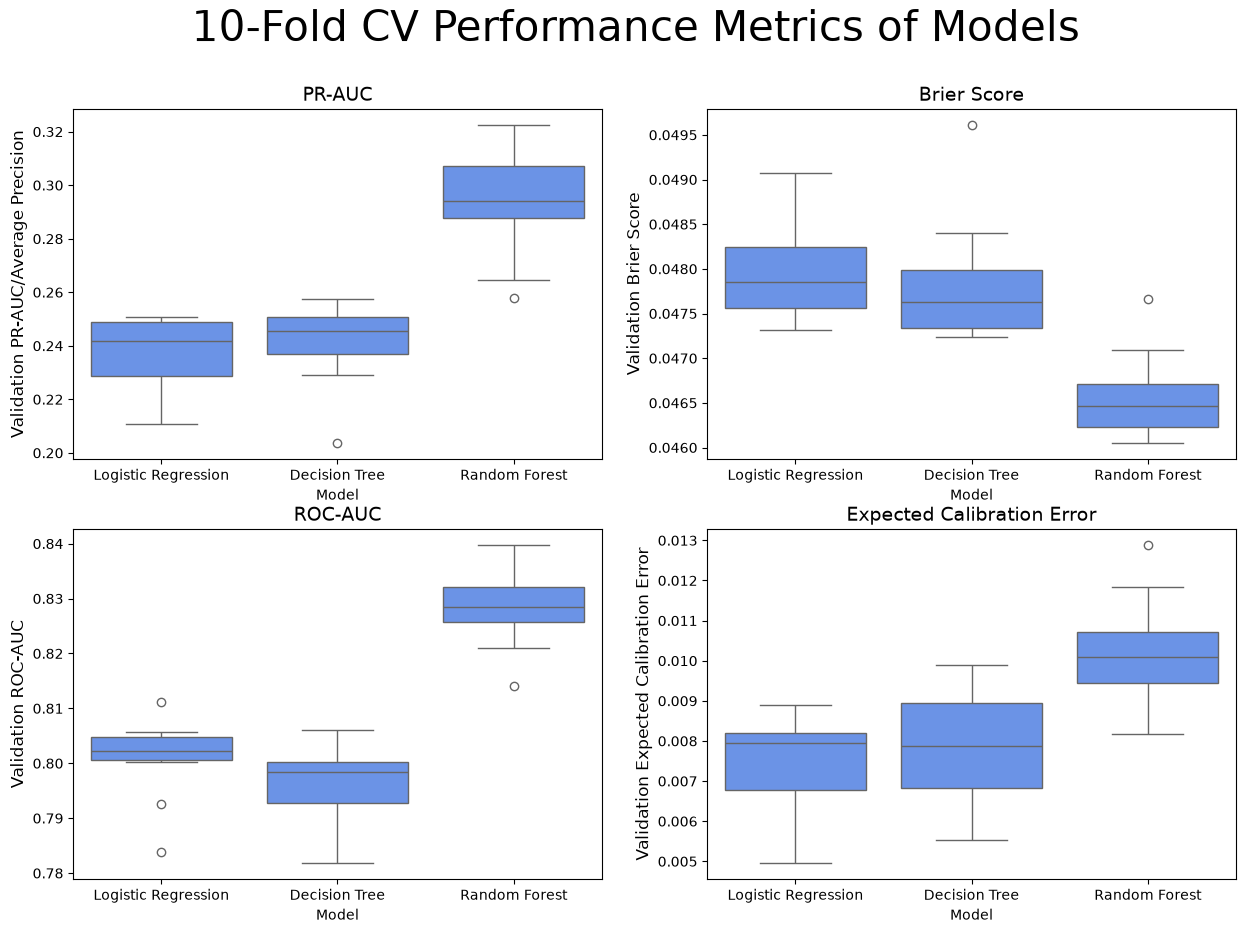 10-Fold CV Performance Metrics of Models
PR-AUC
Validation PR-AUC/Average Precision
0.32
0.30
0.28
0.26
0.24
0.22
0.20
Logistic Regression
Decision Tree
Random Forest
Model
Brier Score
Validation Brier Score
0.0495
0.0490
0.0485
0.0480
0.0475
0.0470
0.0465
0.0460
Logistic Regression
Decision Tree
Random Forest
Model
ROC-AUC
Validation ROC-AUC
0.84
0.83
0.82
0.81
0.80
0.79
0.78
Logistic Regression
Decision Tree
Random Forest
Model
Expected Calibration Error
Validation Expected Calibration Error
0.013
0.012
0.011
0.010
0.009
0.008
0.007
0.006
0.005
Logistic Regression
Decision Tree
Random Forest
Model